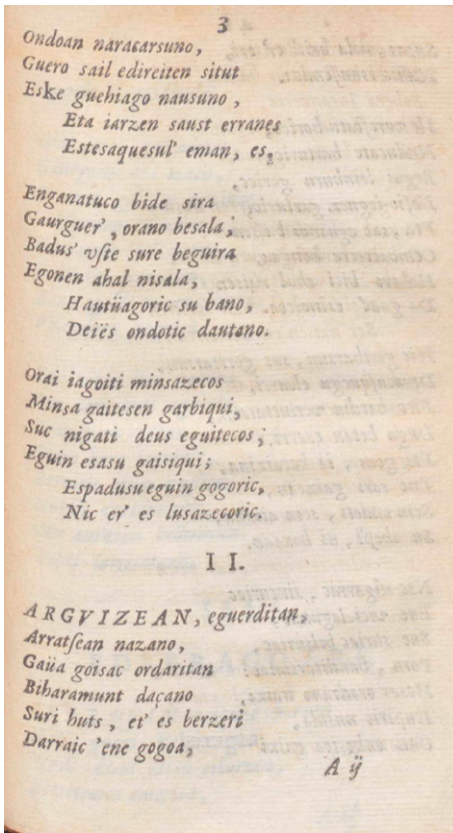 3
Ondoan naracarsuno,
Guero sail edireiten situt
Eske guehiago nausuno,
Eta iarzen saust erranes
Estesaquesul' eman, es,
Enganatuco bide sira
Gaurguer', orano besala;
Badus' vste sure beguira
Egonen ahal nisala,
Hautüagoric su bano,
Deiës ondotic dautano.
Orai iagoiti minsazecos
Minsa gaitesen garbiqui,
Suc nigati deus eguitecos;
Eguin esasu gaisiqui;
Espadusu eguin gogoric,
Nic er' es lusazecoric.
II.
ARGVIZEAN, eguerditan,
Arratsean nazano,
Gaüa goisac ordaritan
Biharamunt daçano
Suri huts, et' es berzeri
Darraic 'ene gogoa,
A ij